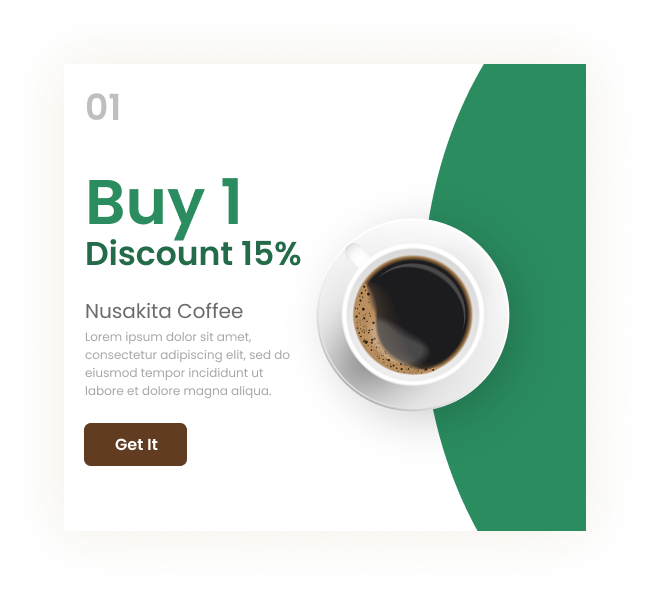 01
Buy 1
Discount 15%
Nusakita Coffee
Lorem ipsum dolor sit amet,
consectetur adipiscing elit, sed do
eiusmod tempor incididunt ut
labore et dolore magna aliqua.
Get It